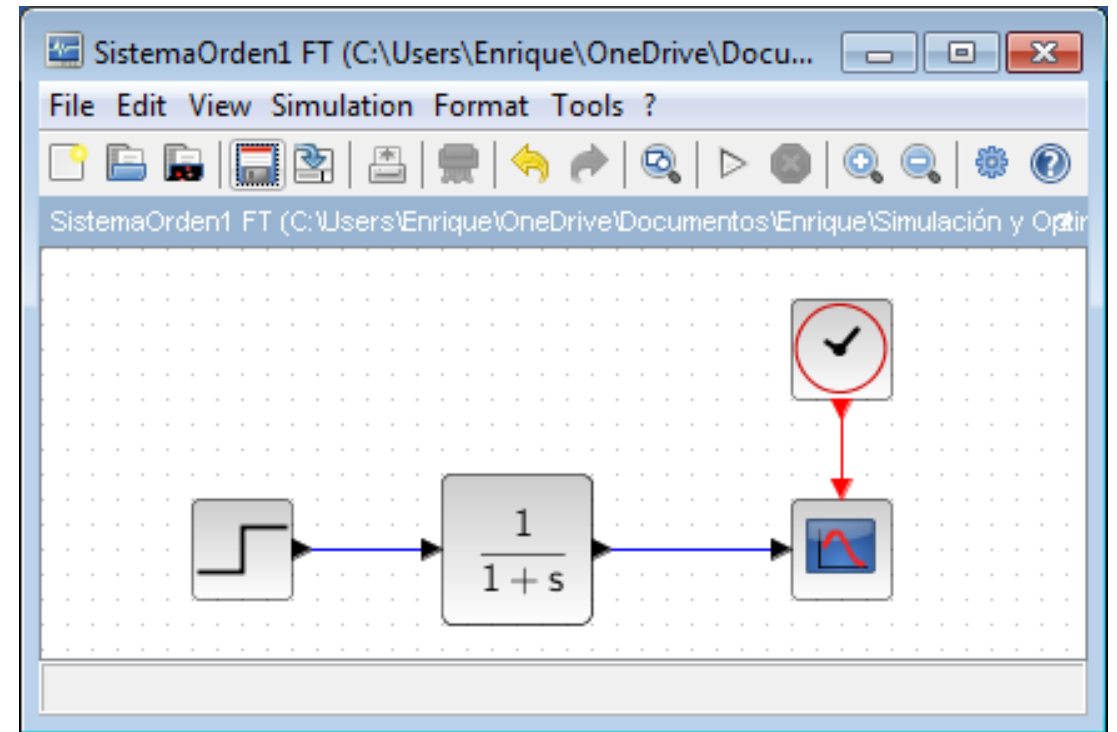 SistemaOrden1 FT (C:\Users\Enrique\OneDrive\Docu...
File Edit View Simulation Format Tools ?
SistemaOrden1 FT (C:\Users\Enrique\OneDrive\Documentos\Enrique\Simulación y
1
1 + s